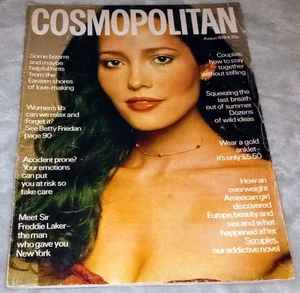 COSMOPOLITAN
August 1979 35p
Some bizarre
and maybe
helpful hints
from the
Eastern shores
of love-making
Couples:
how to stay
together
without stifling
Squeezing the
last breath
out of summer
Dozens
of wild ideas
Women's lib:
can we relax and
forget it?
See Betty Friedan
page 90
Wear a gold
anklet -
it's only £5.50
Accident prone?
Your emotions
can put
you at risk so
take care
How an
overweight
American girl
discovered
Europe, beauty and
sex and what
happened after.
Scruples,
our addictive novel
Meet Sir
Freddie Laker-
the man
who gave you
New York